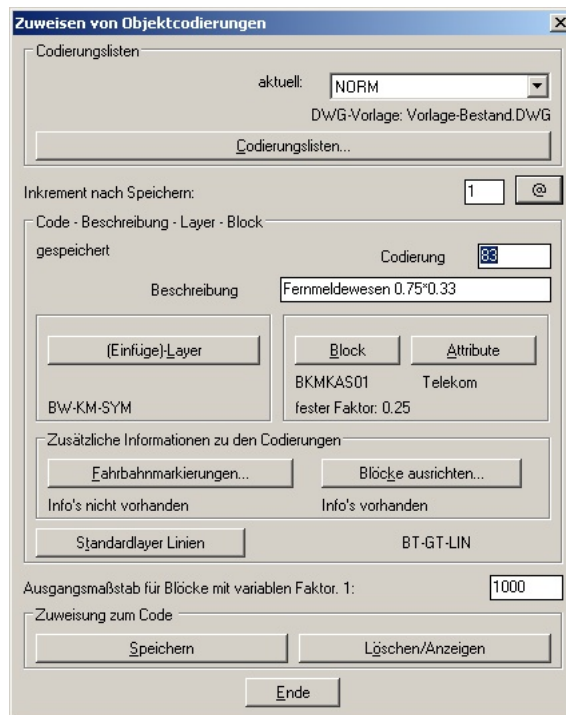 Zuweisen von Objektcodierungen
Codierungslisten
aktuell: NORM
DWG-Vorlage: Vorlage-Bestand.DWG
Codierungslisten...
Inkrement nach Speichern: 1 @
Code - Beschreibung - Layer - Block
gespeichert Codierung 83
Beschreibung Fernmeldewesen 0.75*0.33
(Einfüge)-Layer Block Attribute
BKMKAS01 Telekom
BW-KM-SYM fester Faktor: 0.25
Zusätzliche Informationen zu den Codierungen
Fahrbahnmarkierungen... Blöcke ausrichten...
Info's nicht vorhanden Info's vorhanden
Standardlayer Linien BT-GT-LIN
Ausgangsmaßstab für Blöcke mit variablen Faktor. 1: 1000
Zuweisung zum Code
Speichern Löschen/Anzeigen
Ende